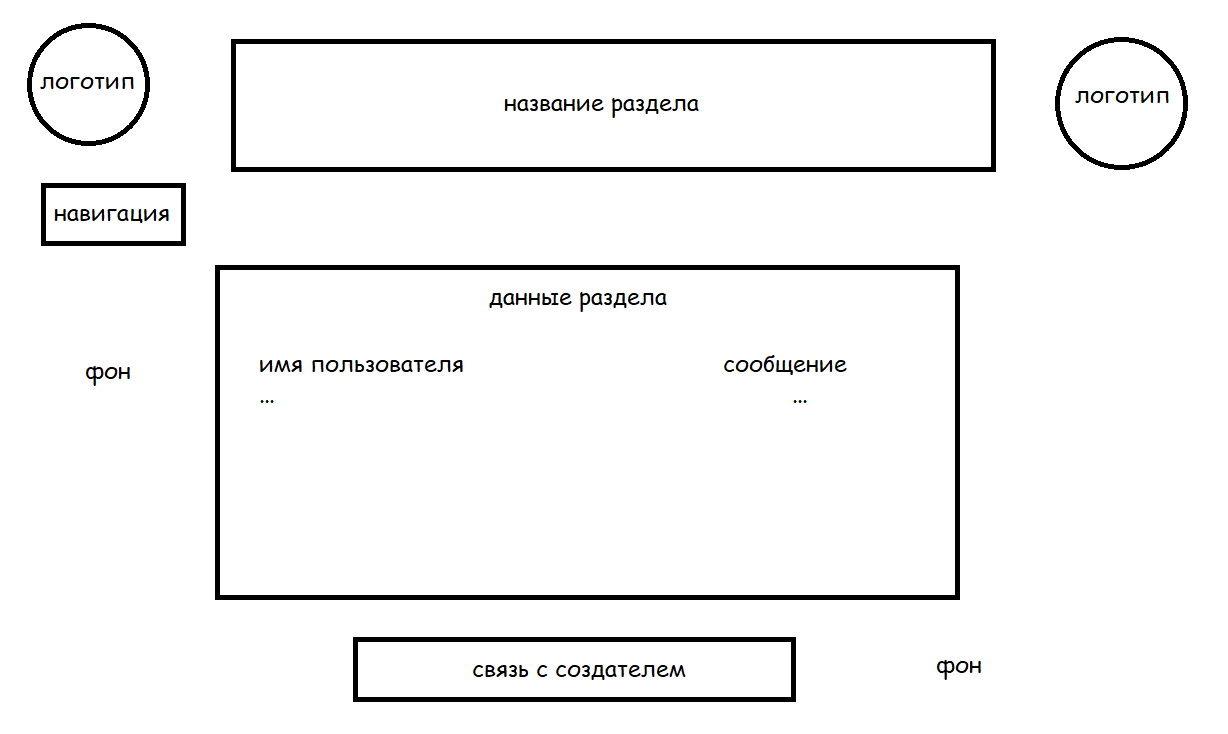 логотип
название раздела
логотип
навигация
данные раздела
имя пользователя
сообщение
...
...
фон
связь с создателем
фон